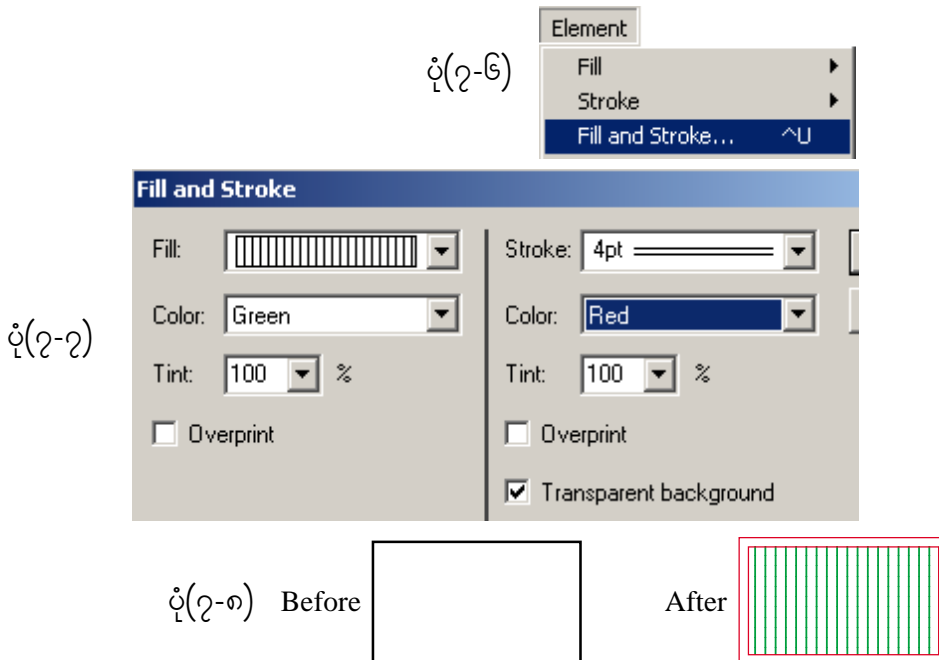 Element
ပုံ(၇-၆)
Fill
Stroke
Fill and Stroke... ^U
Fill and Stroke
Fill:
Stroke: 4pt
Color: Green
Color: Red
ပုံ(၇-၇)
Tint: 100 %
Tint: 100 %
Overprint
Overprint
Transparent background
ပုံ(၇-၈) Before
After